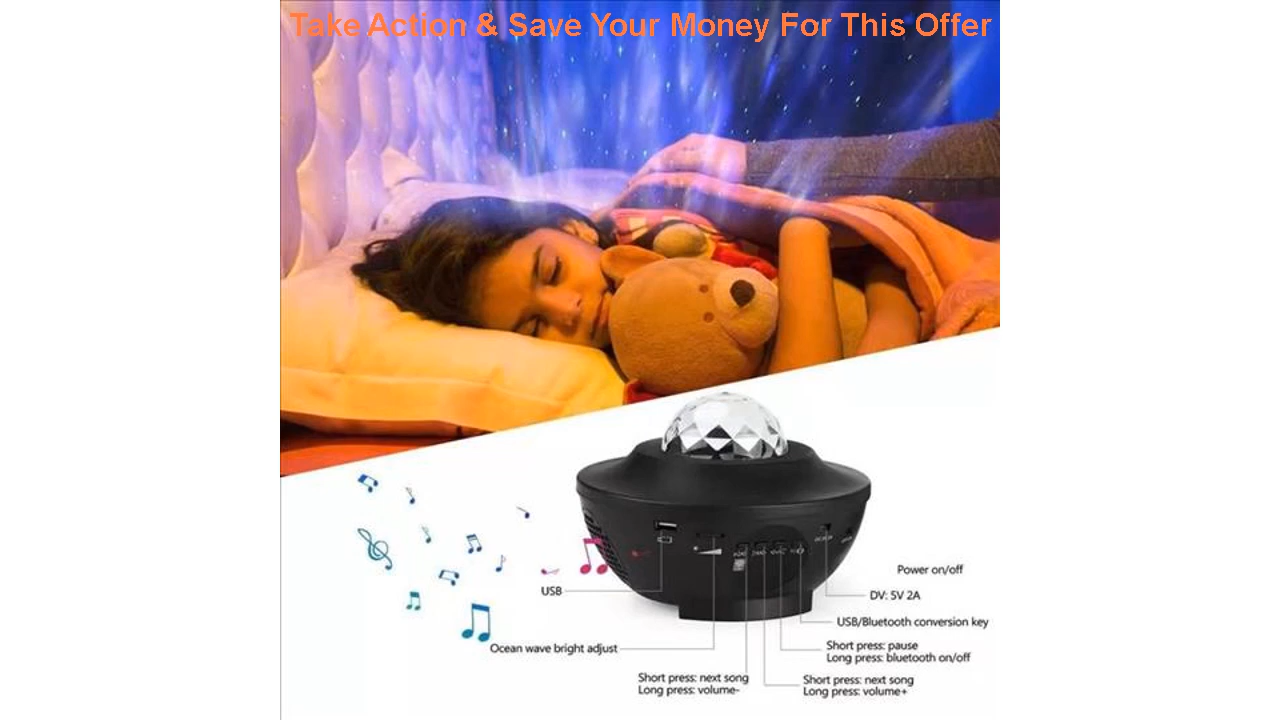 Take Action & Save Your Money For This Offer
Power on/off
USB
DV: 5V 2A
USB/Bluetooth conversion key
Ocean wave bright adjust
Short press: pause
Long press: bluetooth on/off
Short press: next song
Long press: volume-
Short press: next song
Long press: volume+